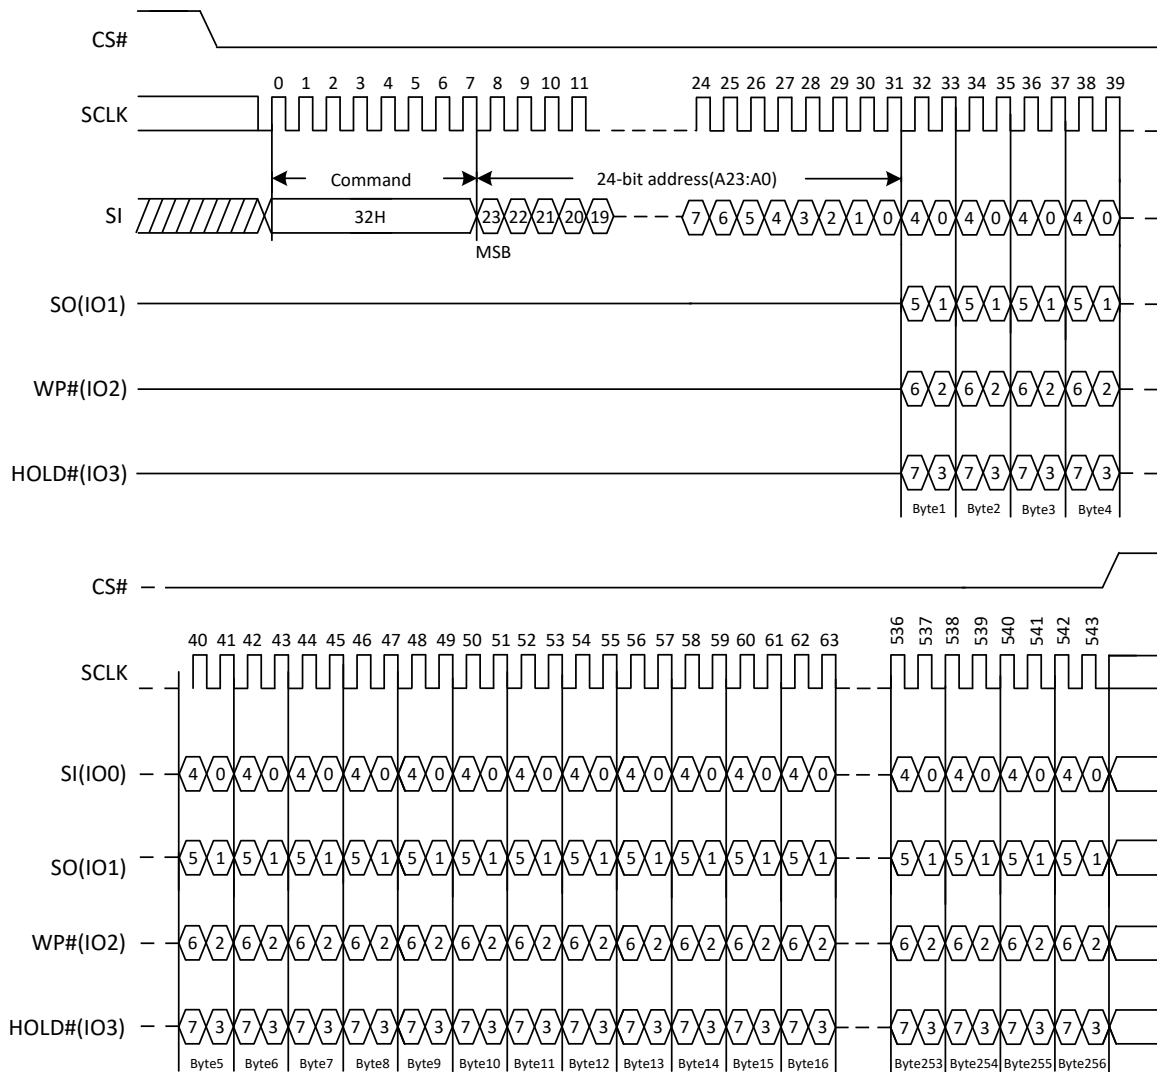 CS#
0 1 2 3 4 5 6 7 8 9 10 11 24 25 26 27 28 29 30 31 32 33 34 35 36 37 38 39
SCLK
Command 24-bit address(A23:A0)
SI 32H 23 22 21 20 19 7 6 5 4 3 2 1 0 4 0 4 0 4 0 4 0
MSB
SO(IO1) 5 1 5 1 5 1 5 1
WP#(IO2) 6 2 6 2 6 2 6 2
HOLD#(IO3) 7 3 7 3 7 3 7 3
Byte1 Byte2 Byte3 Byte4
CS#
40 41 42 43 44 45 46 47 48 49 50 51 52 53 54 55 56 57 58 59 60 61 62 63 536 537 538 539 540 541 542 543
SCLK
SI(IO0) 4 0 4 0 4 0 4 0 4 0 4 0 4 0 4 0 4 0 4 0 4 0 4 0 4 0 4 0 4 0 4 0
SO(IO1) 5 1 5 1 5 1 5 1 5 1 5 1 5 1 5 1 5 1 5 1 5 1 5 1 5 1 5 1 5 1 5 1
WP#(IO2) 6 2 6 2 6 2 6 2 6 2 6 2 6 2 6 2 6 2 6 2 6 2 6 2 6 2 6 2 6 2 6 2
HOLD#(IO3) 7 3 7 3 7 3 7 3 7 3 7 3 7 3 7 3 7 3 7 3 7 3 7 3 7 3 7 3 7 3 7 3
Byte5 Byte6 Byte7 Byte8 Byte9 Byte10 Byte11 Byte12 Byte13 Byte14 Byte15 Byte16 Byte253 Byte254 Byte255 Byte256